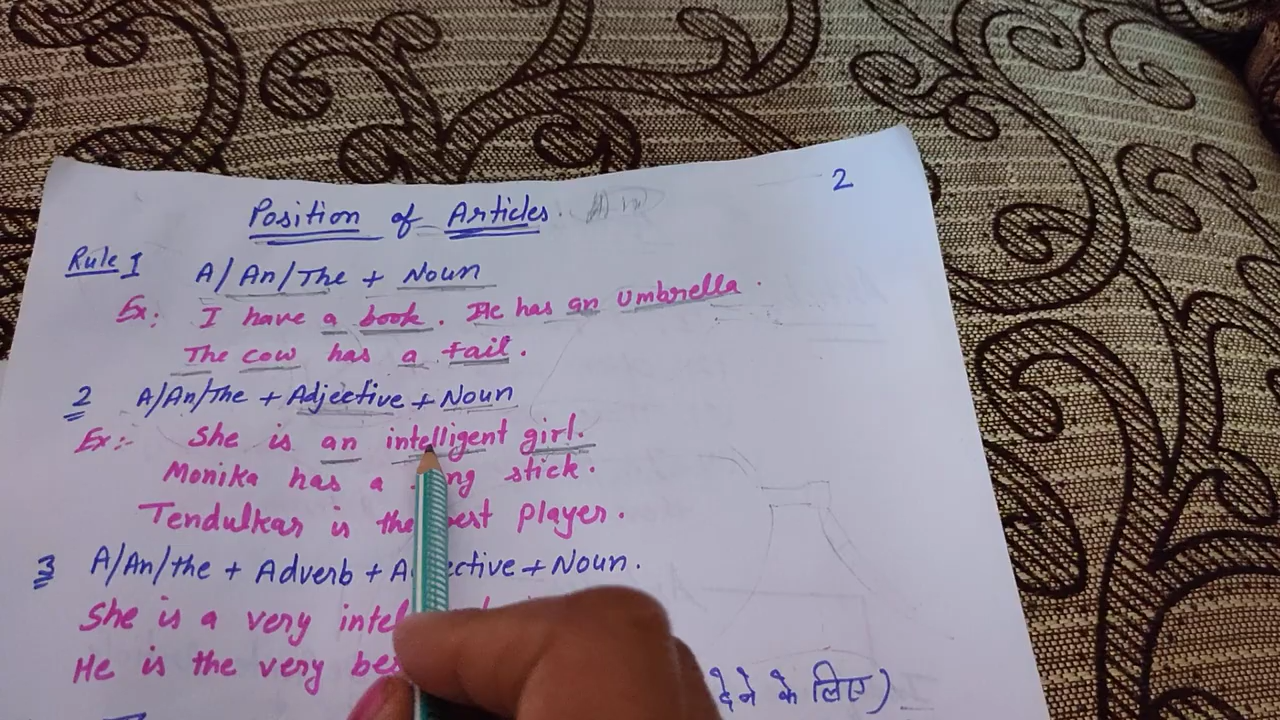 2
Position of Articles.
Rule 1 A/An/The + Noun
Ex: I have a book. He has an Umbrella.
The cow has a tail.
2 A/An/The + Adjective + Noun
Ex:- She is an intelligent girl.
Monika has a stick.
Tendulkar is the player.
3 A/An/the + Adverb + + Noun.
She is a very
He is the very
देने के लिए)